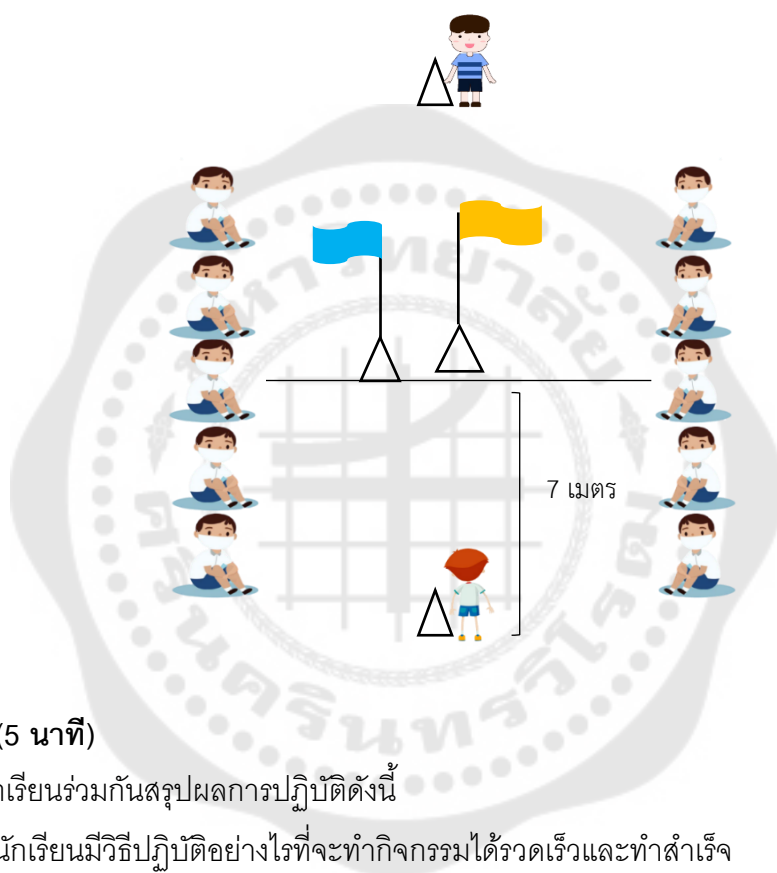 7 เมตร
(5 นาที)
าเรียนร่วมกันสรุปผลการปฏิบัติดังนี้
นักเรียนมีวิธีปฏิบัติอย่างไรที่จะทำกิจกรรมได้รวดเร็วและทำสำเร็จ